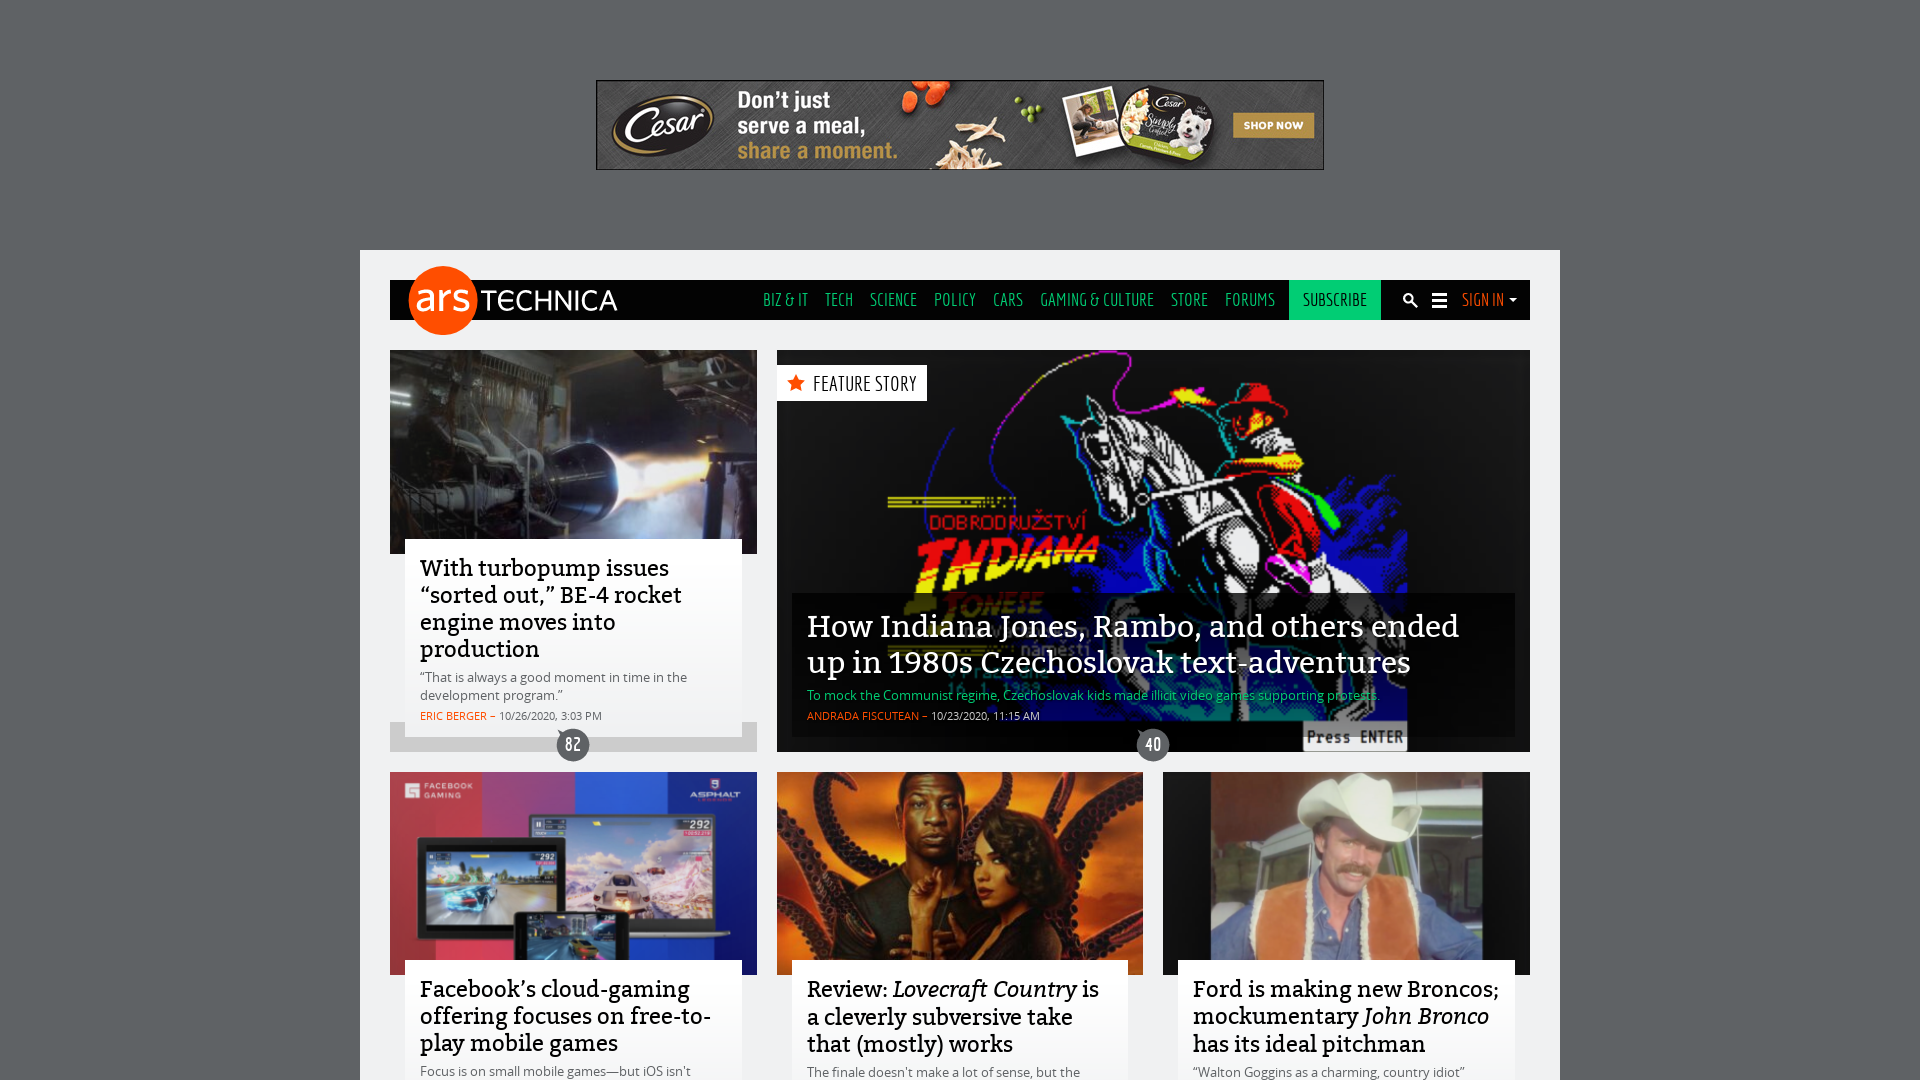 Cesar
Don't just
serve a meal,
share a moment.
Cesar
Simply
SHOP NOW
ars TECHNICA
BIZ & IT TECH SCIENCE POLICY CARS GAMING & CULTURE STORE FORUMS SUBSCRIBE SIGN IN
FEATURE STORY
DOBRODRUŽSTVÍ
INDIANA
JONESE
Press ENTER
With turbopump issues
“sorted out,” BE-4 rocket
engine moves into
production
“That is always a good moment in time in the
development program.”
ERIC BERGER – 10/26/2020, 3:03 PM
82
How Indiana Jones, Rambo, and others ended
up in 1980s Czechoslovak text-adventures
To mock the Communist regime, Czechoslovak kids made illicit video games supporting protests.
ANDRADA FISCUTEAN – 10/23/2020, 11:15 AM
40
FACEBOOK
GAMING
9
ASPHALT
292
292
Facebook’s cloud-gaming
offering focuses on free-to-
play mobile games
Focus is on small mobile games—but iOS isn't
Review: Lovecraft Country is
a cleverly subversive take
that (mostly) works
The finale doesn't make a lot of sense, but the
Ford is making new Broncos;
mockumentary John Bronco
has its ideal pitchman
“Walton Goggins as a charming, country idiot”